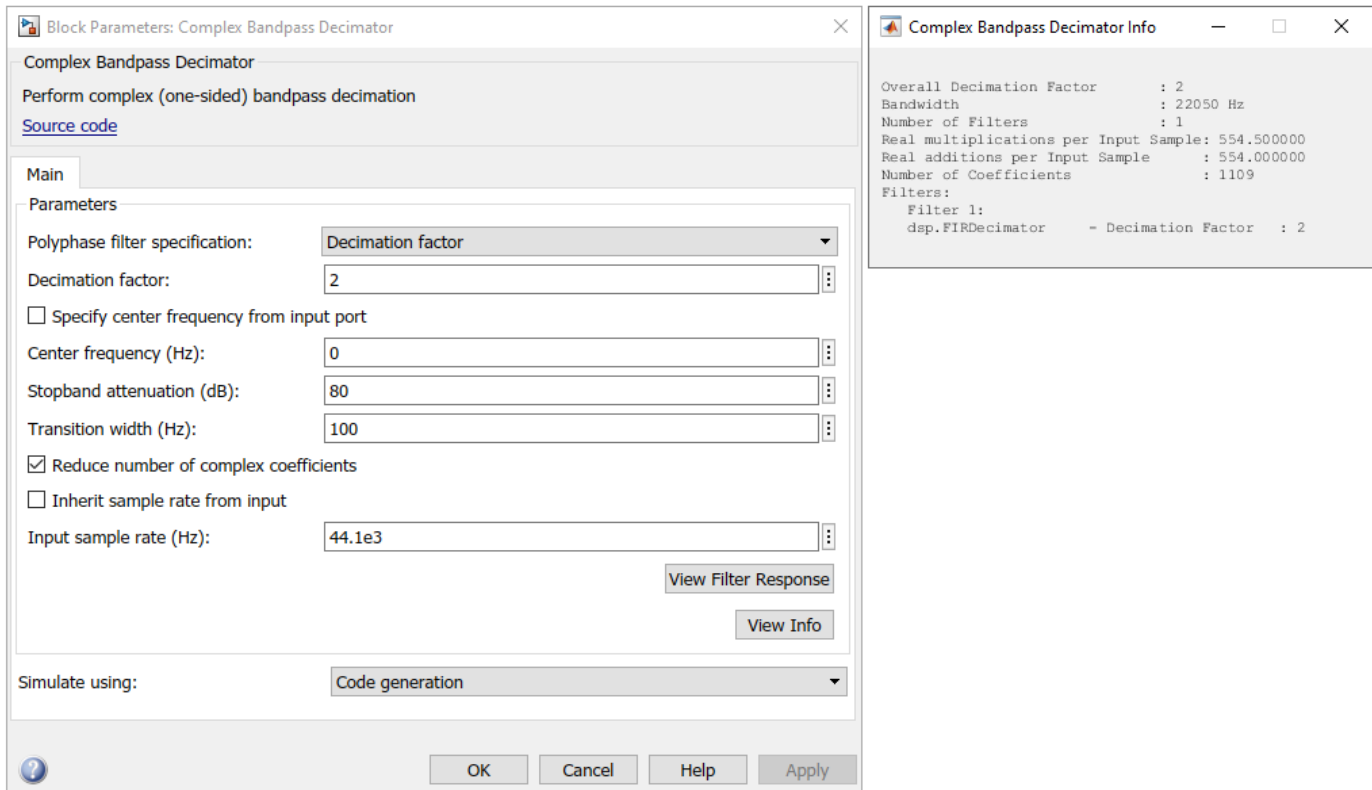 Block Parameters: Complex Bandpass Decimator
Complex Bandpass Decimator
Perform complex (one-sided) bandpass decimation
Source code
Main
Parameters
Polyphase filter specification: Decimation factor
Decimation factor: 2
Specify center frequency from input port
Center frequency (Hz): 0
Stopband attenuation (dB): 80
Transition width (Hz): 100
Reduce number of complex coefficients
Inherit sample rate from input
Input sample rate (Hz): 44.1e3
View Filter Response
View Info
Simulate using: Code generation
OK Cancel Help Apply
Complex Bandpass Decimator Info
Overall Decimation Factor : 2
Bandwidth : 22050 Hz
Number of Filters : 1
Real multiplications per Input Sample: 554.500000
Real additions per Input Sample : 554.000000
Number of Coefficients : 1109
Filters:
Filter 1:
dsp.FIRDecimator - Decimation Factor : 2